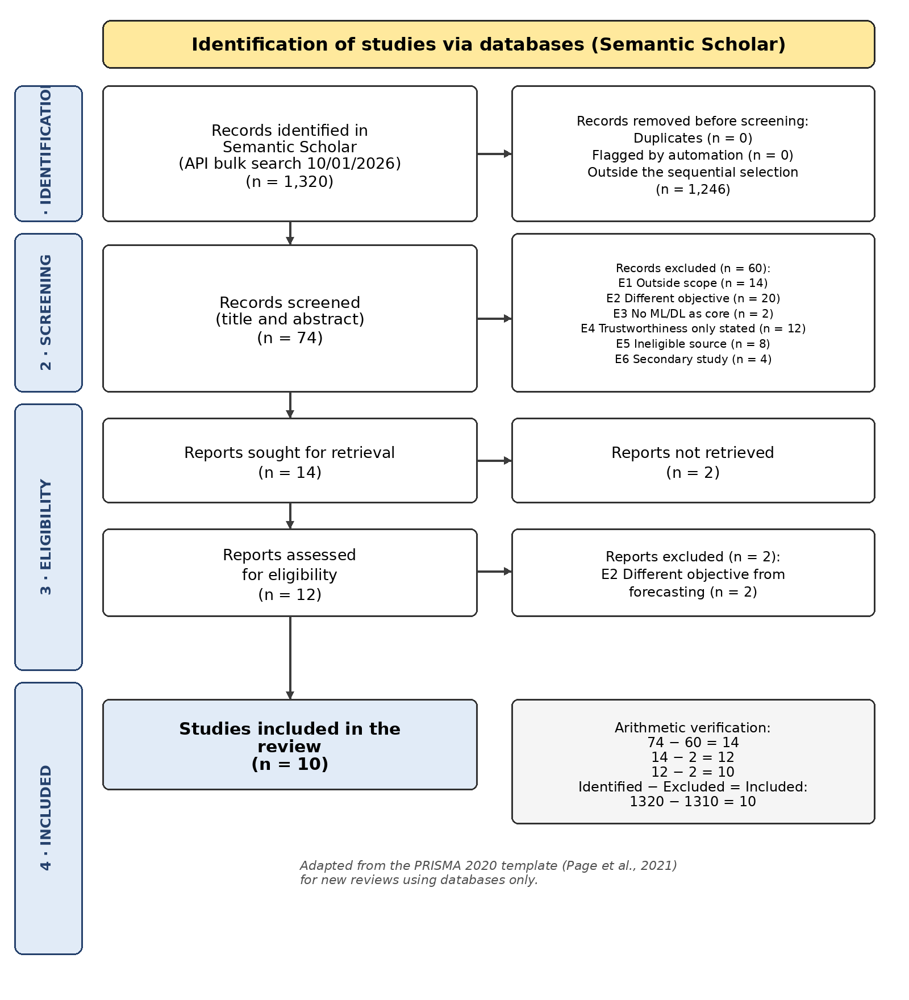 Identification of studies via databases (Semantic Scholar)
· IDENTIFICATIO
Records identified in
Semantic Scholar
(API bulk search 10/01/2026)
(n = 1,320)
Records removed before screening:
Duplicates (n = 0)
Flagged by automation (n = 0)
Outside the sequential selection
(n = 1,246)
2 · SCREENING
Records screened
(title and abstract)
(n = 74)
Records excluded (n = 60):
E1 Outside scope (n = 14)
E2 Different objective (n = 20)
E3 No ML/DL as core (n = 2)
E4 Trustworthiness only stated (n = 12)
E5 Ineligible source (n = 8)
E6 Secondary study (n = 4)
3 · ELIGIBILITY
Reports sought for retrieval
(n = 14)
Reports not retrieved
(n = 2)
Reports assessed
for eligibility
(n = 12)
Reports excluded (n = 2):
E2 Different objective from
forecasting (n = 2)
4 · INCLUDED
Studies included in the
review
(n = 10)
Arithmetic verification:
74 − 60 = 14
14 − 2 = 12
12 − 2 = 10
Identified − Excluded = Included:
1320 − 1310 = 10
Adapted from the PRISMA 2020 template (Page et al., 2021)
for new reviews using databases only.